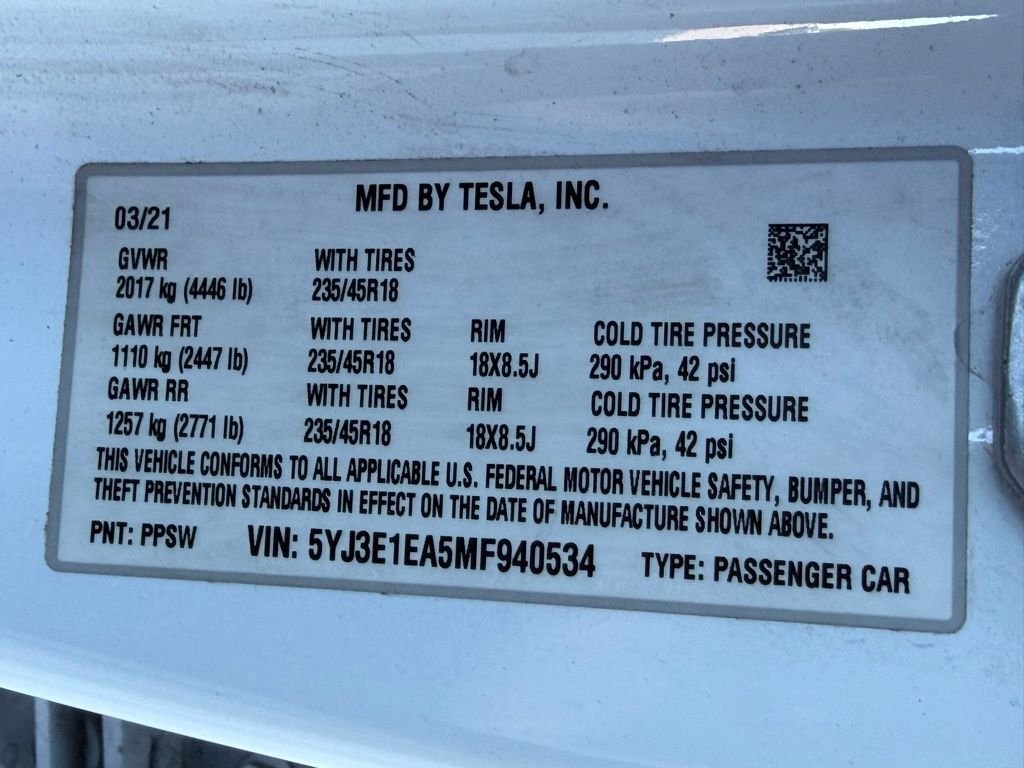 MFD BY TESLA, INC.
03/21
GVWR WITH TIRES
2017 kg (4446 lb) 235/45R18
GAWR FRT WITH TIRES RIM COLD TIRE PRESSURE
1110 kg (2447 lb) 235/45R18 18X8.5J 290 kPa, 42 psi
GAWR RR WITH TIRES RIM COLD TIRE PRESSURE
1257 kg (2771 lb) 235/45R18 18X8.5J 290 kPa, 42 psi
THIS VEHICLE CONFORMS TO ALL APPLICABLE U.S. FEDERAL MOTOR VEHICLE SAFETY, BUMPER, AND
THEFT PREVENTION STANDARDS IN EFFECT ON THE DATE OF MANUFACTURE SHOWN ABOVE.
PNT: PPSW VIN: 5YJ3E1EA5MF940534 TYPE: PASSENGER CAR